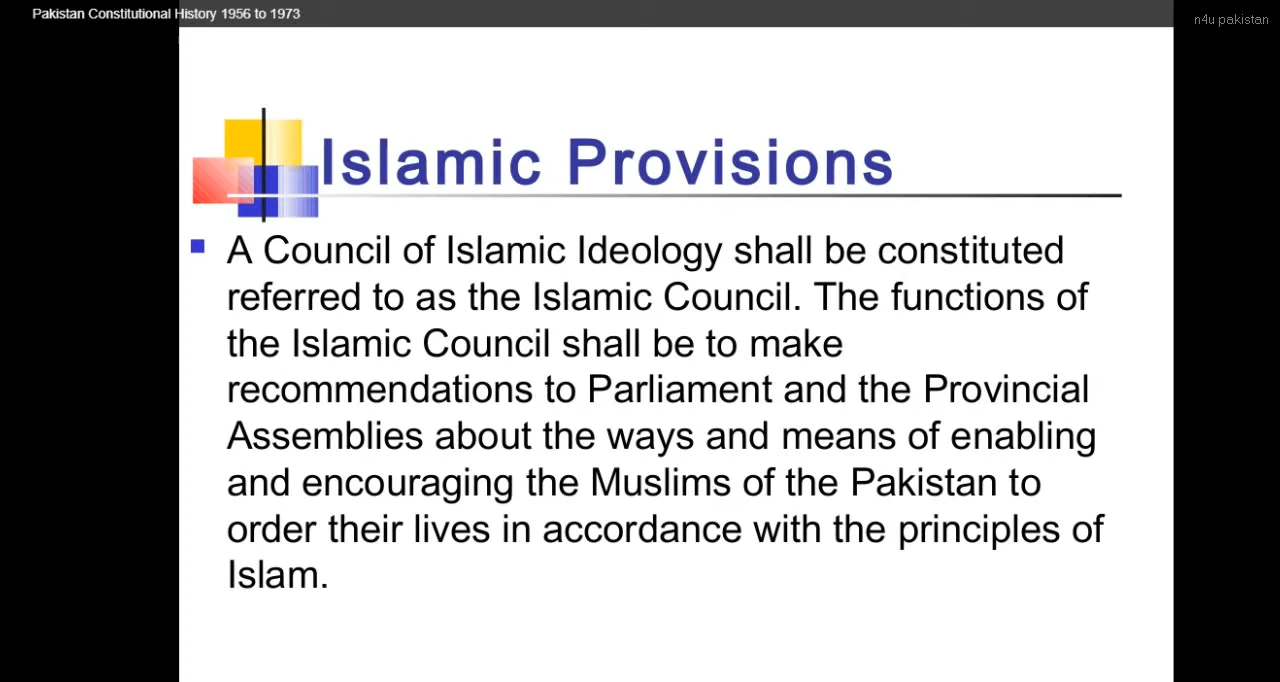 Pakistan Constitutional History 1956 to 1973
n4u pakistan
Islamic Provisions
A Council of Islamic Ideology shall be constituted
referred to as the Islamic Council. The functions of
the Islamic Council shall be to make
recommendations to Parliament and the Provincial
Assemblies about the ways and means of enabling
and encouraging the Muslims of the Pakistan to
order their lives in accordance with the principles of
Islam.